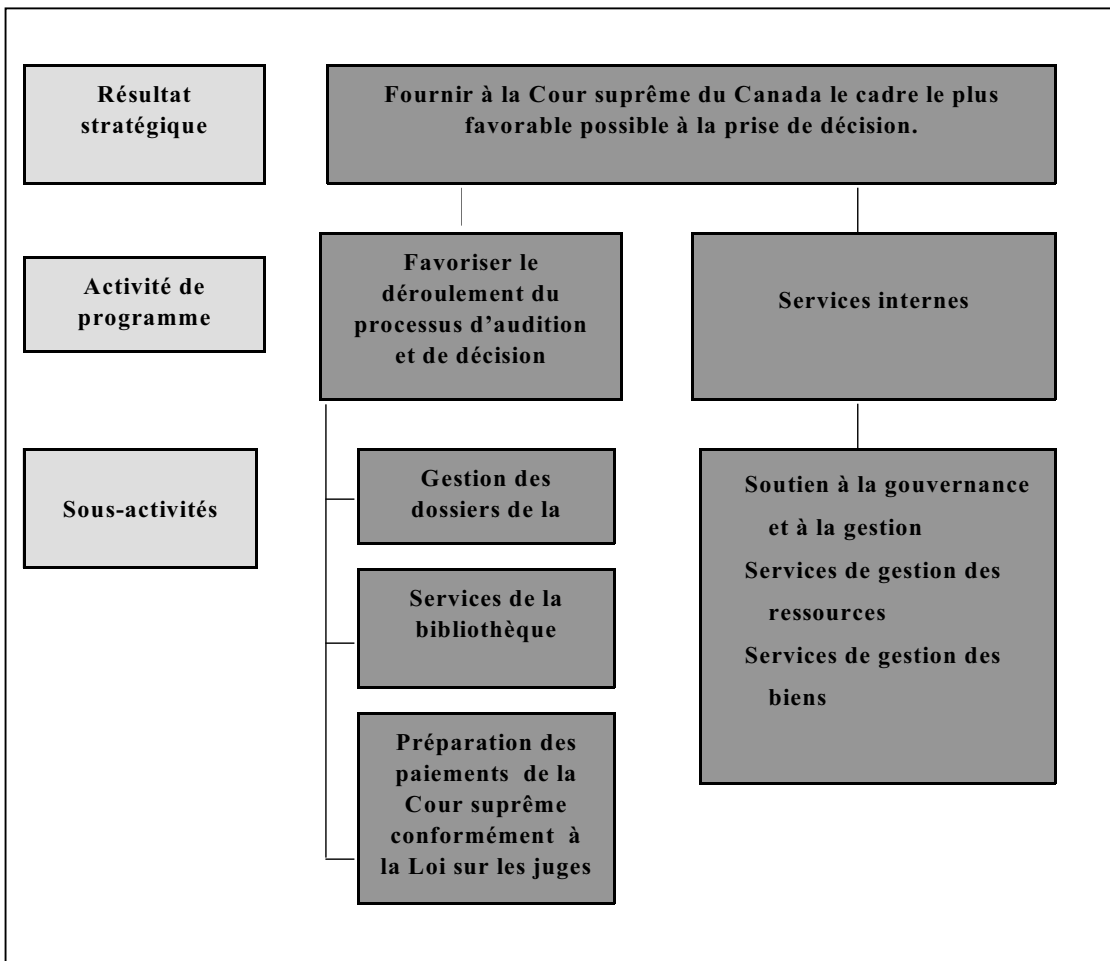 Résultat
stratégique
Fournir à la Cour suprême du Canada le cadre le plus
favorable possible à la prise de décision.
Activité de
programme
Favoriser le
déroulement du
processus d’audition
et de décision
Services internes
Sous-activités
Gestion des
dossiers de la
Services de la
bibliothèque
Préparation des
paiements de la
Cour suprême
conformément à
la Loi sur les juges
Soutien à la gouvernance
et à la gestion
Services de gestion des
ressources
Services de gestion des
biens